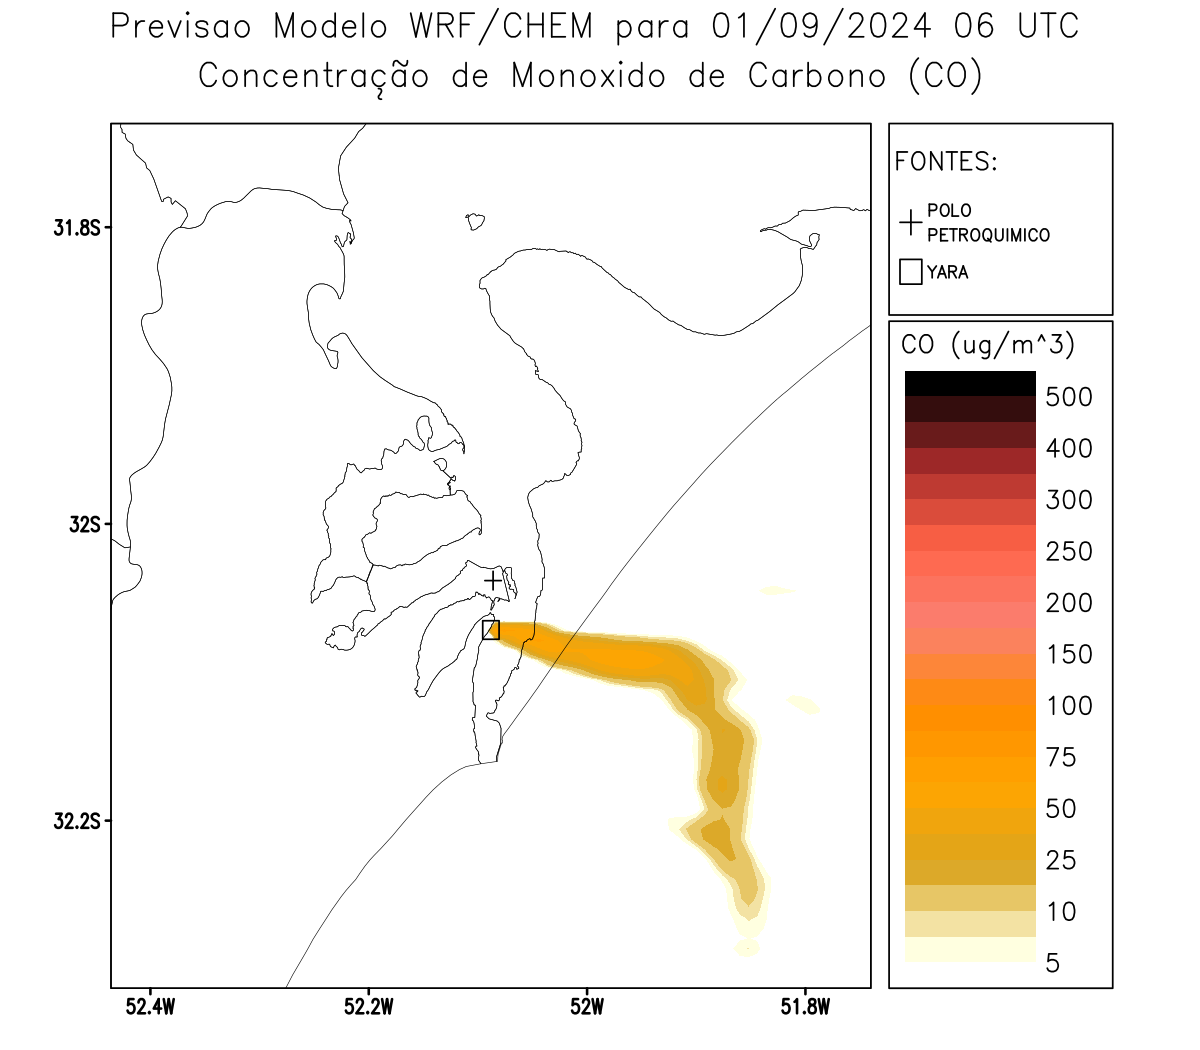 Previsao Modelo WRF/CHEM para 01/09/2024 06 UTC
Concentração de Monoxido de Carbono (CO)
FONTES:
POLO
PETROQUIMICO
YARA
CO (ug/m^3)
500
400
300
250
200
150
100
75
50
25
10
5
31.8S
32S
32.2S
52.4W
52.2W
52W
51.8W